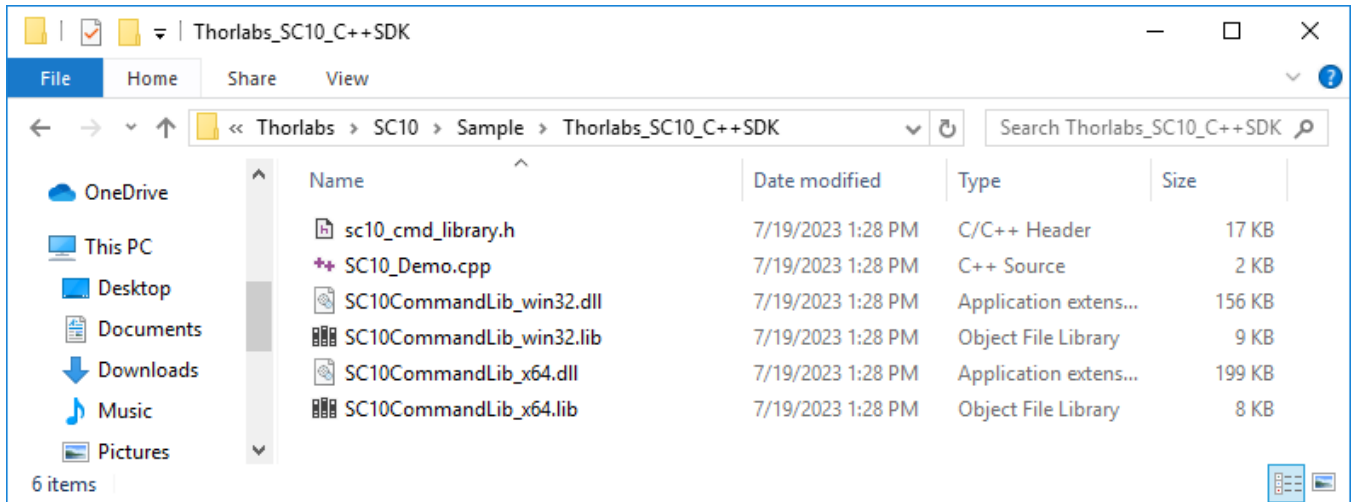 Thorlabs_SC10_C++SDK
File Home Share View
« Thorlabs > SC10 > Sample > Thorlabs_SC10_C++SDK Search Thorlabs_SC10_C++SDK
OneDrive
This PC
Desktop
Documents
Downloads
Music
Pictures
Name Date modified Type Size
sc10_cmd_library.h 7/19/2023 1:28 PM C/C++ Header 17 KB
SC10_Demo.cpp 7/19/2023 1:28 PM C++ Source 2 KB
SC10CommandLib_win32.dll 7/19/2023 1:28 PM Application extens... 156 KB
SC10CommandLib_win32.lib 7/19/2023 1:28 PM Object File Library 9 KB
SC10CommandLib_x64.dll 7/19/2023 1:28 PM Application extens... 199 KB
SC10CommandLib_x64.lib 7/19/2023 1:28 PM Object File Library 8 KB
6 items